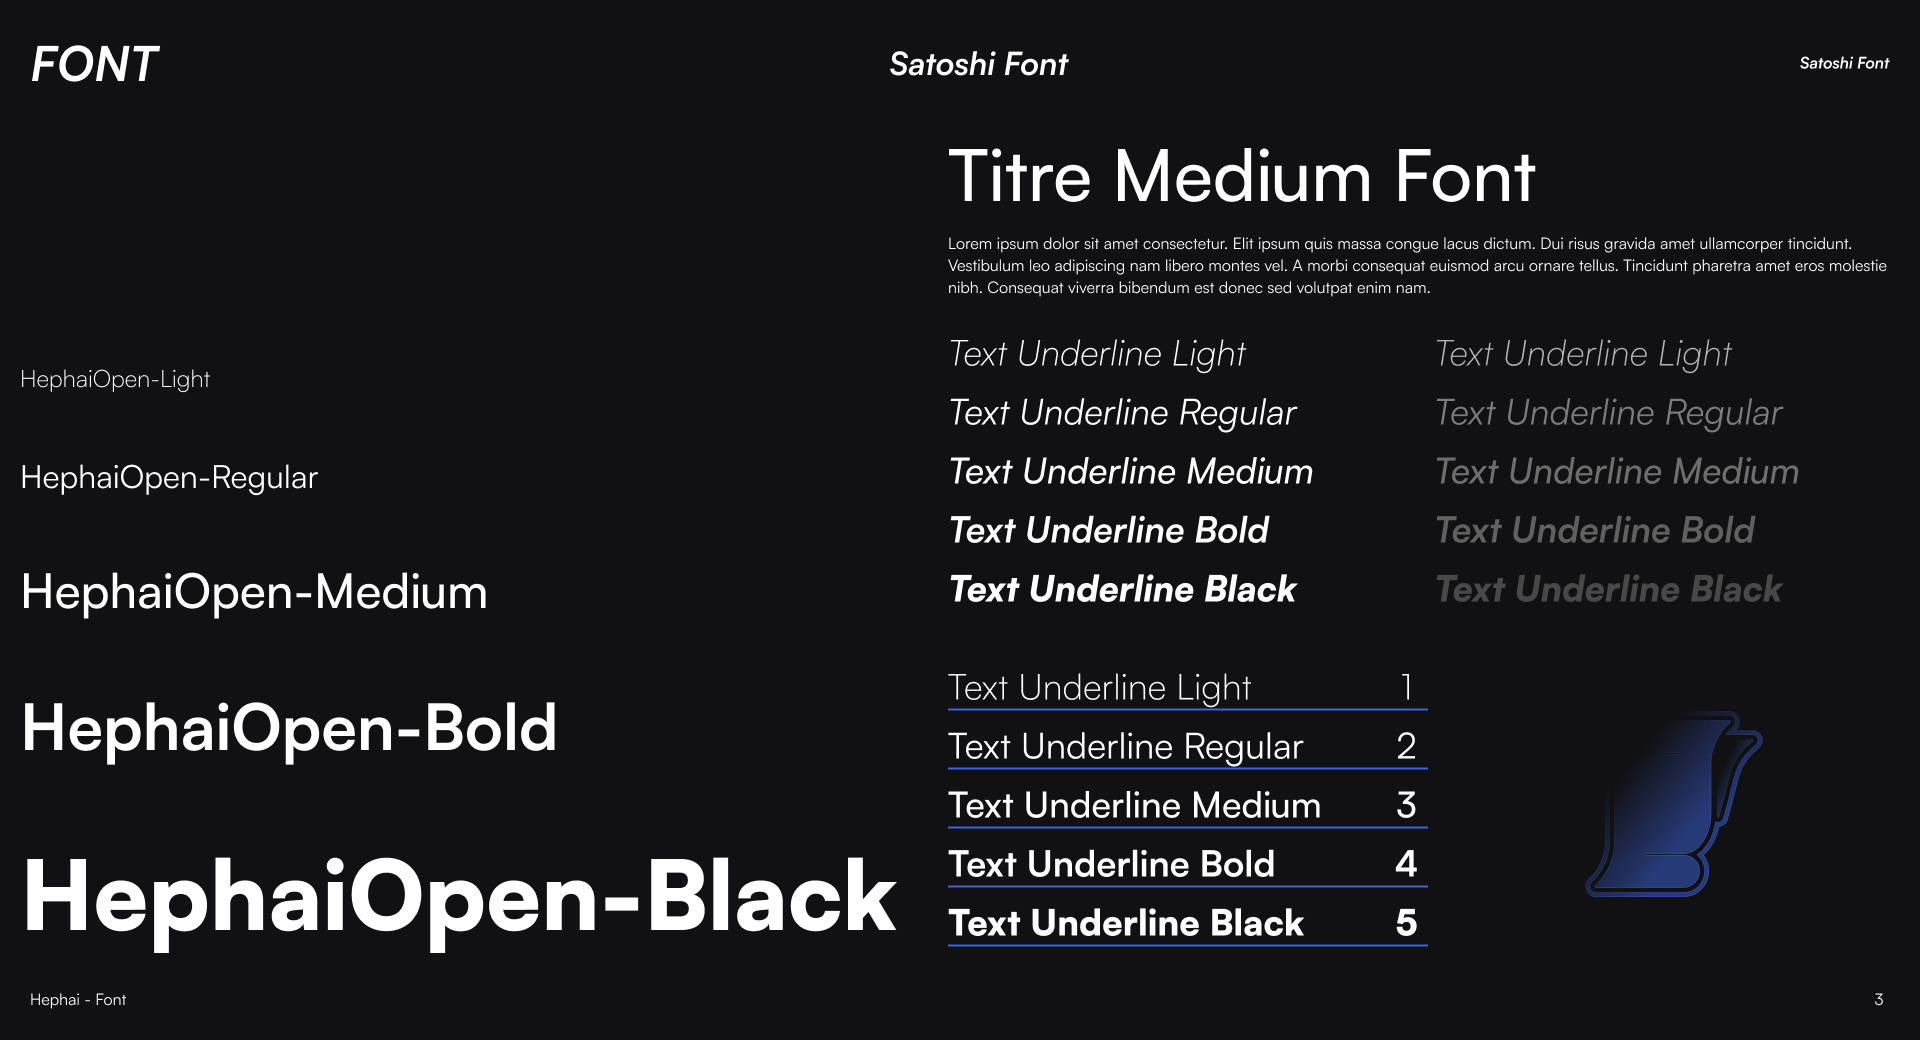 FONT
Satoshi Font
Satoshi Font
HephaiOpen-Light
HephaiOpen-Regular
HephaiOpen-Medium
HephaiOpen-Bold
HephaiOpen-Black
Titre Medium Font
Lorem ipsum dolor sit amet consectetur. Elit ipsum quis massa congue lacus dictum. Dui risus gravida amet ullamcorper tincidunt.
Vestibulum leo adipiscing nam libero montes vel. A morbi consequat euismod arcu ornare tellus. Tincidunt pharetra amet eros molestie
nibh. Consequat viverra bibendum est donec sed volutpat enim nam.
Text Underline Light
Text Underline Regular
Text Underline Medium
Text Underline Bold
Text Underline Black
Text Underline Light
Text Underline Regular
Text Underline Medium
Text Underline Bold
Text Underline Black
Text Underline Light 1
Text Underline Regular 2
Text Underline Medium 3
Text Underline Bold 4
Text Underline Black 5
Hephai - Font
3